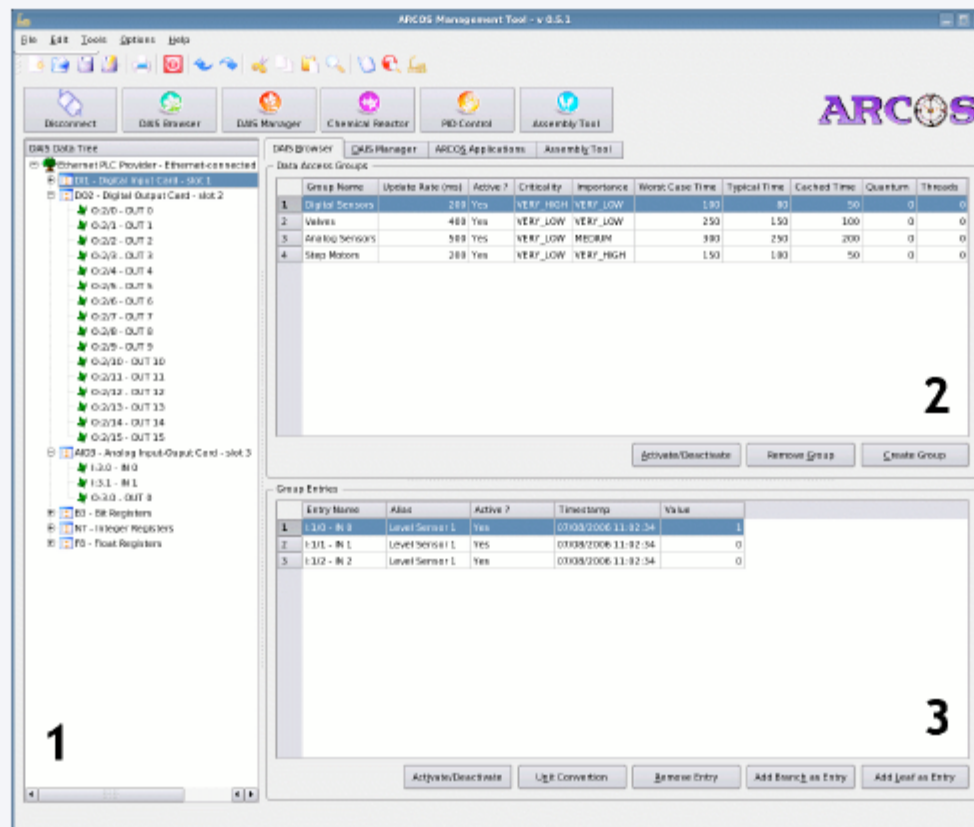 ARCOS Management Tool - v 0.5.1
File Edit Tools Options Help
Disconnect DAIS Browser DAIS Manager Chemical Reactor PID Control Assembly Tool
ARCOS
DAIS Data Tree
Ethernet PLC Provider - Ethernet-connected
DI1 - Digital Input Card - slot 1
DO2 - Digital Output Card - slot 2
O:2/0 - OUT 0
O:2/1 - OUT 1
O:2/2 - OUT 2
O:2/3 - OUT 3
O:2/4 - OUT 4
O:2/5 - OUT 5
O:2/6 - OUT 6
O:2/7 - OUT 7
O:2/8 - OUT 8
O:2/9 - OUT 9
O:2/10 - OUT 10
O:2/11 - OUT 11
O:2/12 - OUT 12
O:2/13 - OUT 13
O:2/14 - OUT 14
O:2/15 - OUT 15
AIO3 - Analog Input-Ouput Card - slot 3
I:3.0 - IN 0
I:3.1 - IN 1
O:3.0 - OUT 0
B3 - Bit Registers
N7 - Integer Registers
F8 - Float Registers
1
DAIS Browser DAIS Manager ARCOS Applications Assembly Tool
Data Access Groups
Group Name Update Rate (ms) Active ? Criticality Importance Worst Case Time Typical Time Cached Time Quantum Threads
1 Digital Sensors 200 Yes VERY_HIGH VERY_LOW 100 80 50 0 0
2 Valves 400 Yes VERY_LOW VERY_LOW 250 150 100 0 0
3 Analog Sensors 500 Yes VERY_LOW MEDIUM 300 250 200 0 0
4 Step Motors 200 Yes VERY_LOW VERY_HIGH 150 100 50 0 0
2
Activate/Deactivate Remove Group Create Group
Group Entries
Entry Name Alias Active ? Timestamp Value
1 I:1/0 - IN 0 Level Sensor 1 Yes 07/08/2006 11:02:34 1
2 I:1/1 - IN 1 Level Sensor 1 Yes 07/08/2006 11:02:34 0
3 I:1/2 - IN 2 Level Sensor 1 Yes 07/08/2006 11:02:34 0
3
Activate/Deactivate Unit Convertion Remove Entry Add Branch as Entry Add Leaf as Entry